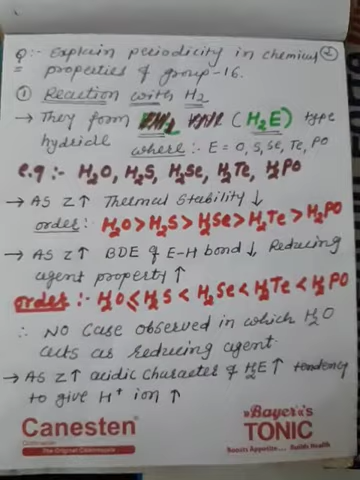 Q:- Explain periodicity in chemical ②
= properties of group-16.
① Reaction with H₂
→ They form (H₂E) type
hydride where:- E = O, S, Se, Te, PO
e.g:- H₂O, H₂S, H₂Se, H₂Te, H₂PO
→ AS Z↑ Thermal Stability ↓
order:- H₂O > H₂S > H₂Se > H₂Te > H₂PO
→ AS Z↑ BDE of E-H bond ↓ Reducing
agent property ↑
order:- H₂O < H₂S < H₂Se < H₂Te < H₂PO
∴ NO Case observed in which H₂O
acts as Reducing agent.
→ AS Z↑ acidic character of H₂E ↑ tendency
to give H⁺ ion ↑
Canesten
Clotrimazole
The Original Clotrimazole
Bayer's
TONIC
Boosts Appetite.... Builds Health